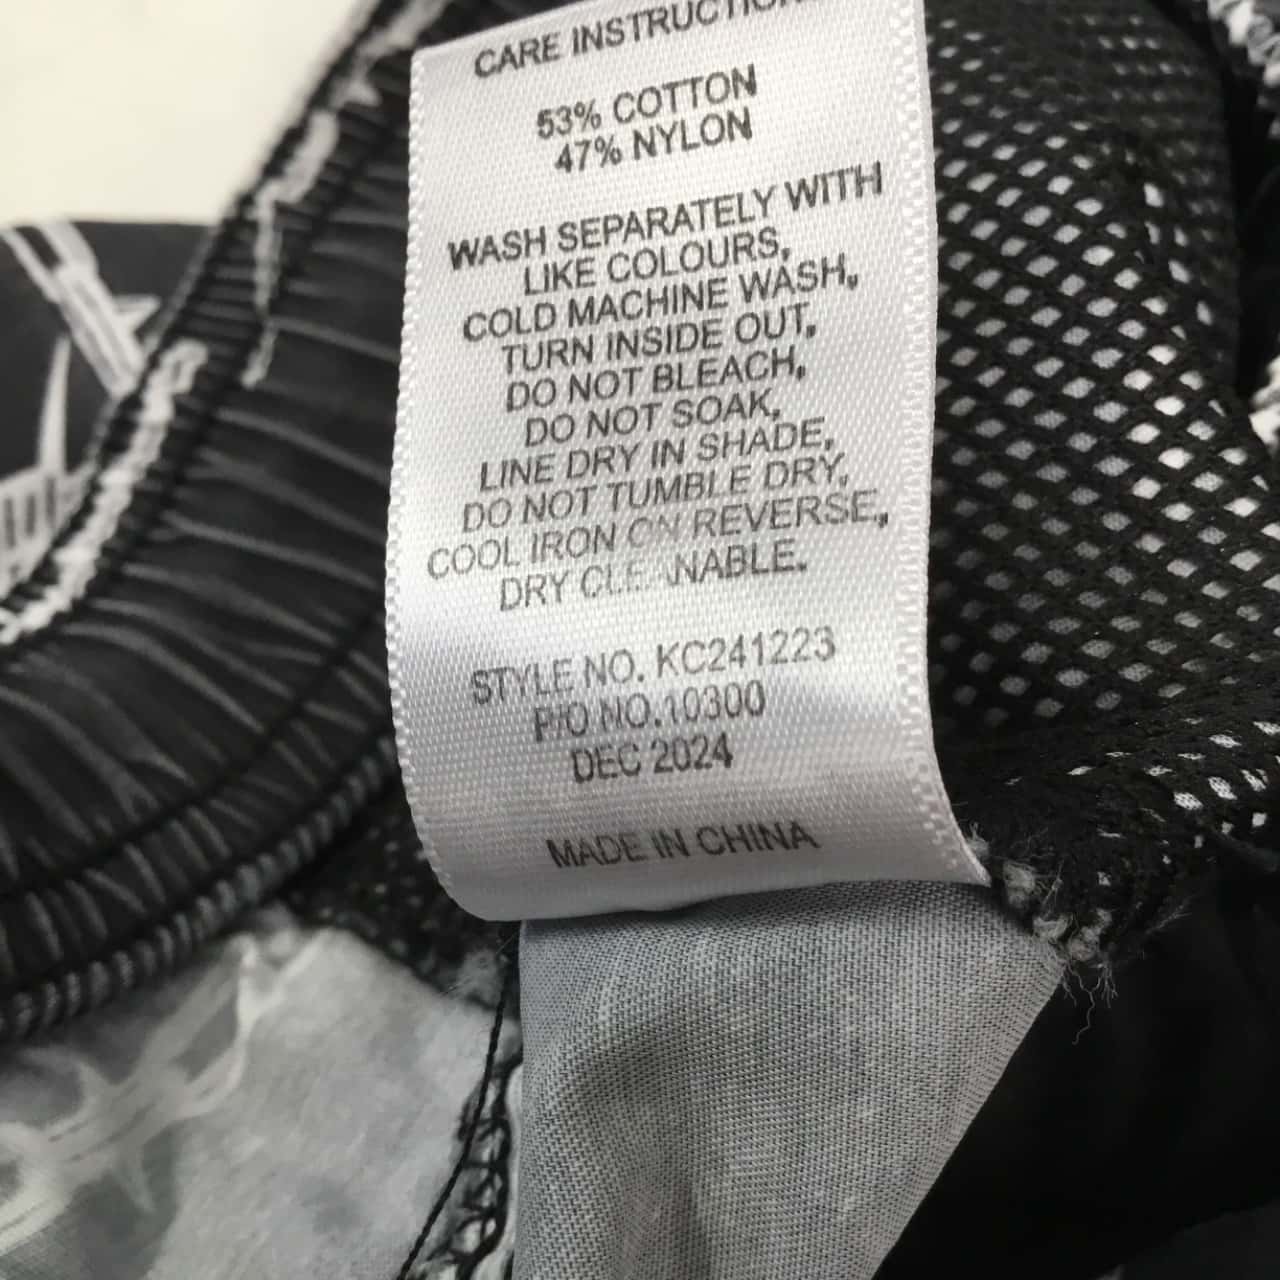 CARE INSTRUCTION
53% COTTON
47% NYLON
WASH SEPARATELY WITH
LIKE COLOURS,
COLD MACHINE WASH,
TURN INSIDE OUT,
DO NOT BLEACH,
DO NOT SOAK,
LINE DRY IN SHADE,
DO NOT TUMBLE DRY,
COOL IRON ON REVERSE,
DRY CLEANABLE.
STYLE NO. KC241223
P/O NO.10300
DEC 2024
MADE IN CHINA